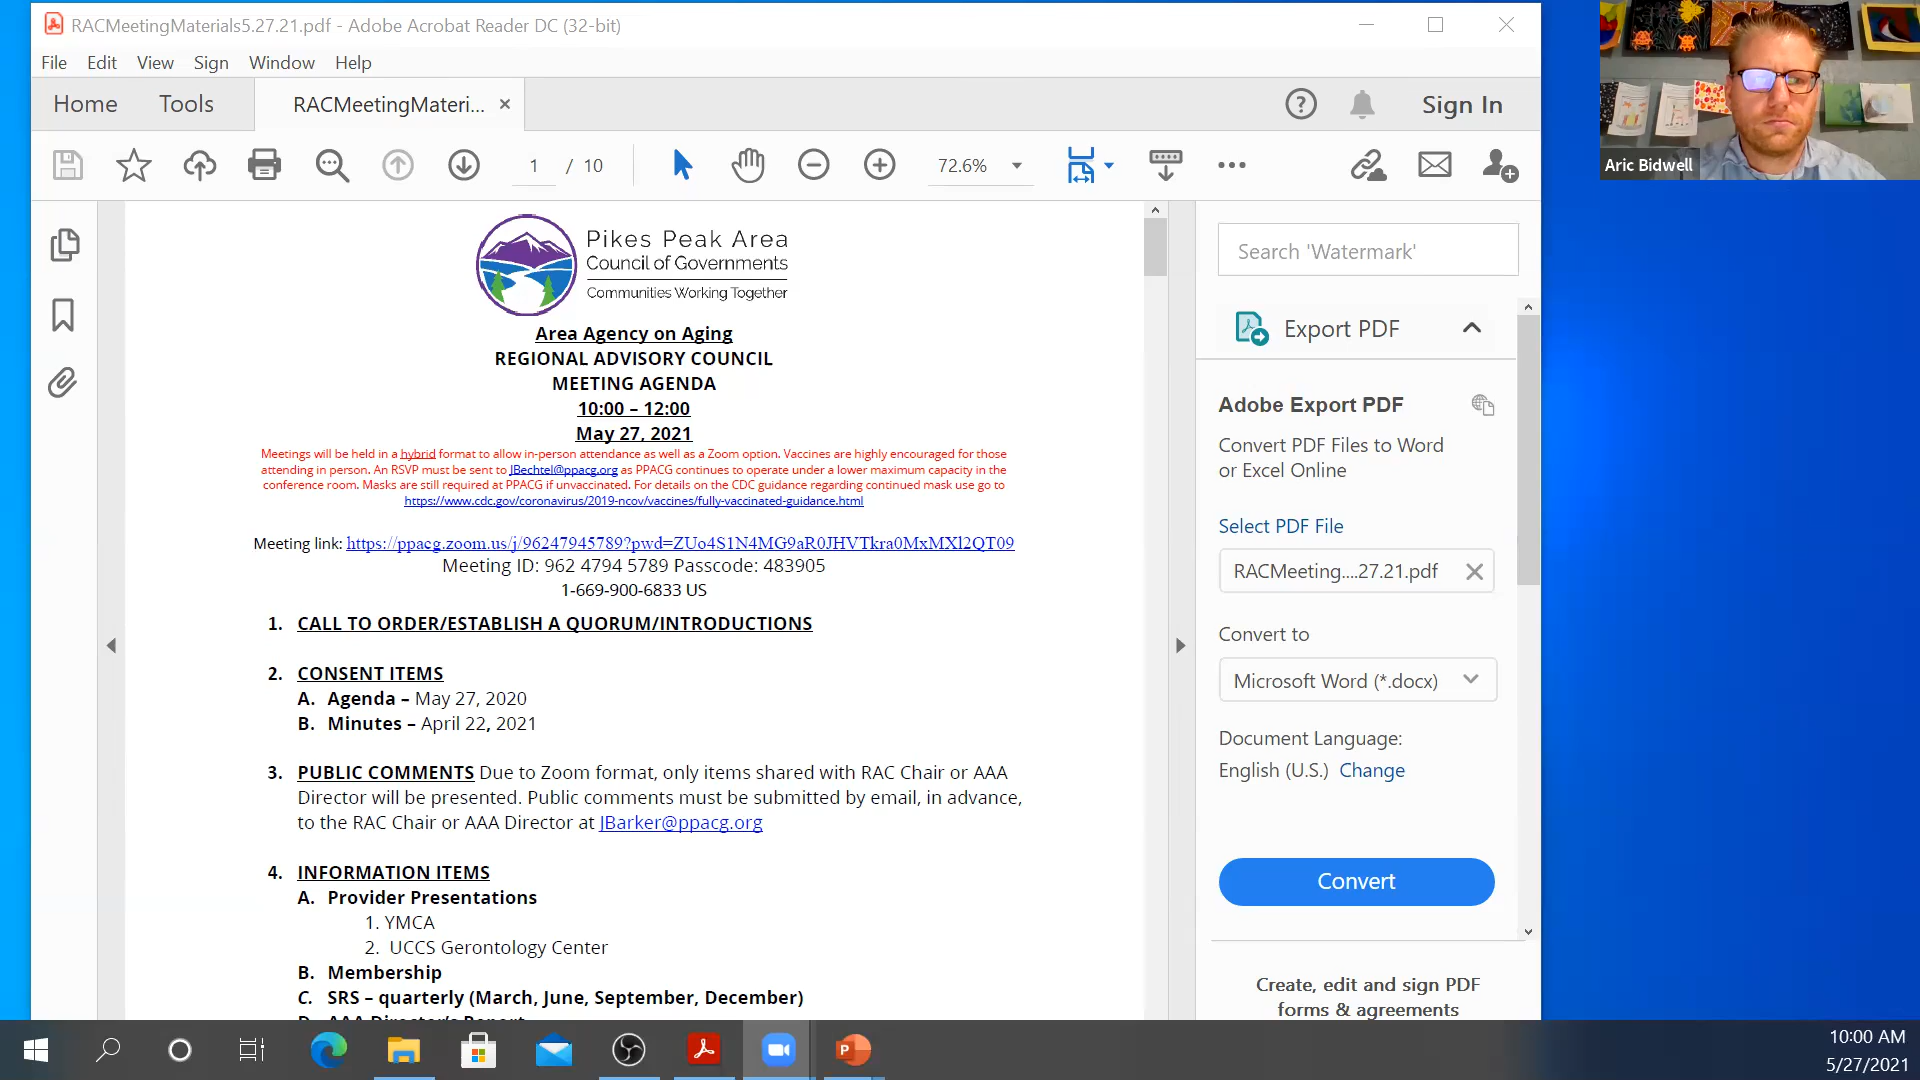 RACMeetingMaterials5.27.21.pdf - Adobe Acrobat Reader DC (32-bit)
File Edit View Sign Window Help
Home Tools RACMeetingMateri... × Sign In
1 / 10 72.6%
Aric Bidwell
Pikes Peak Area
Council of Governments
Communities Working Together
Area Agency on Aging
REGIONAL ADVISORY COUNCIL
MEETING AGENDA
10:00 – 12:00
May 27, 2021
Meetings will be held in a hybrid format to allow in-person attendance as well as a Zoom option. Vaccines are highly encouraged for those
attending in person. An RSVP must be sent to JBechtel@ppacg.org as PPACG continues to operate under a lower maximum capacity in the
conference room. Masks are still required at PPACG if unvaccinated. For details on the CDC guidance regarding continued mask use go to
https://www.cdc.gov/coronavirus/2019-ncov/vaccines/fully-vaccinated-guidance.html
Meeting link: https://ppacg.zoom.us/j/96247945789?pwd=ZUo4S1N4MG9aR0JHVTkra0MxMXl2QT09
Meeting ID: 962 4794 5789 Passcode: 483905
1-669-900-6833 US
1. CALL TO ORDER/ESTABLISH A QUORUM/INTRODUCTIONS
2. CONSENT ITEMS
A. Agenda – May 27, 2020
B. Minutes – April 22, 2021
3. PUBLIC COMMENTS Due to Zoom format, only items shared with RAC Chair or AAA
Director will be presented. Public comments must be submitted by email, in advance,
to the RAC Chair or AAA Director at JBarker@ppacg.org
4. INFORMATION ITEMS
A. Provider Presentations
1. YMCA
2. UCCS Gerontology Center
B. Membership
C. SRS – quarterly (March, June, September, December)
D. AAA Director's Report
Search 'Watermark'
Export PDF
Adobe Export PDF
Convert PDF Files to Word
or Excel Online
Select PDF File
RACMeeting....27.21.pdf
Convert to
Microsoft Word (*.docx)
Document Language:
English (U.S.) Change
Convert
Create, edit and sign PDF
forms & agreements
10:00 AM
5/27/2021